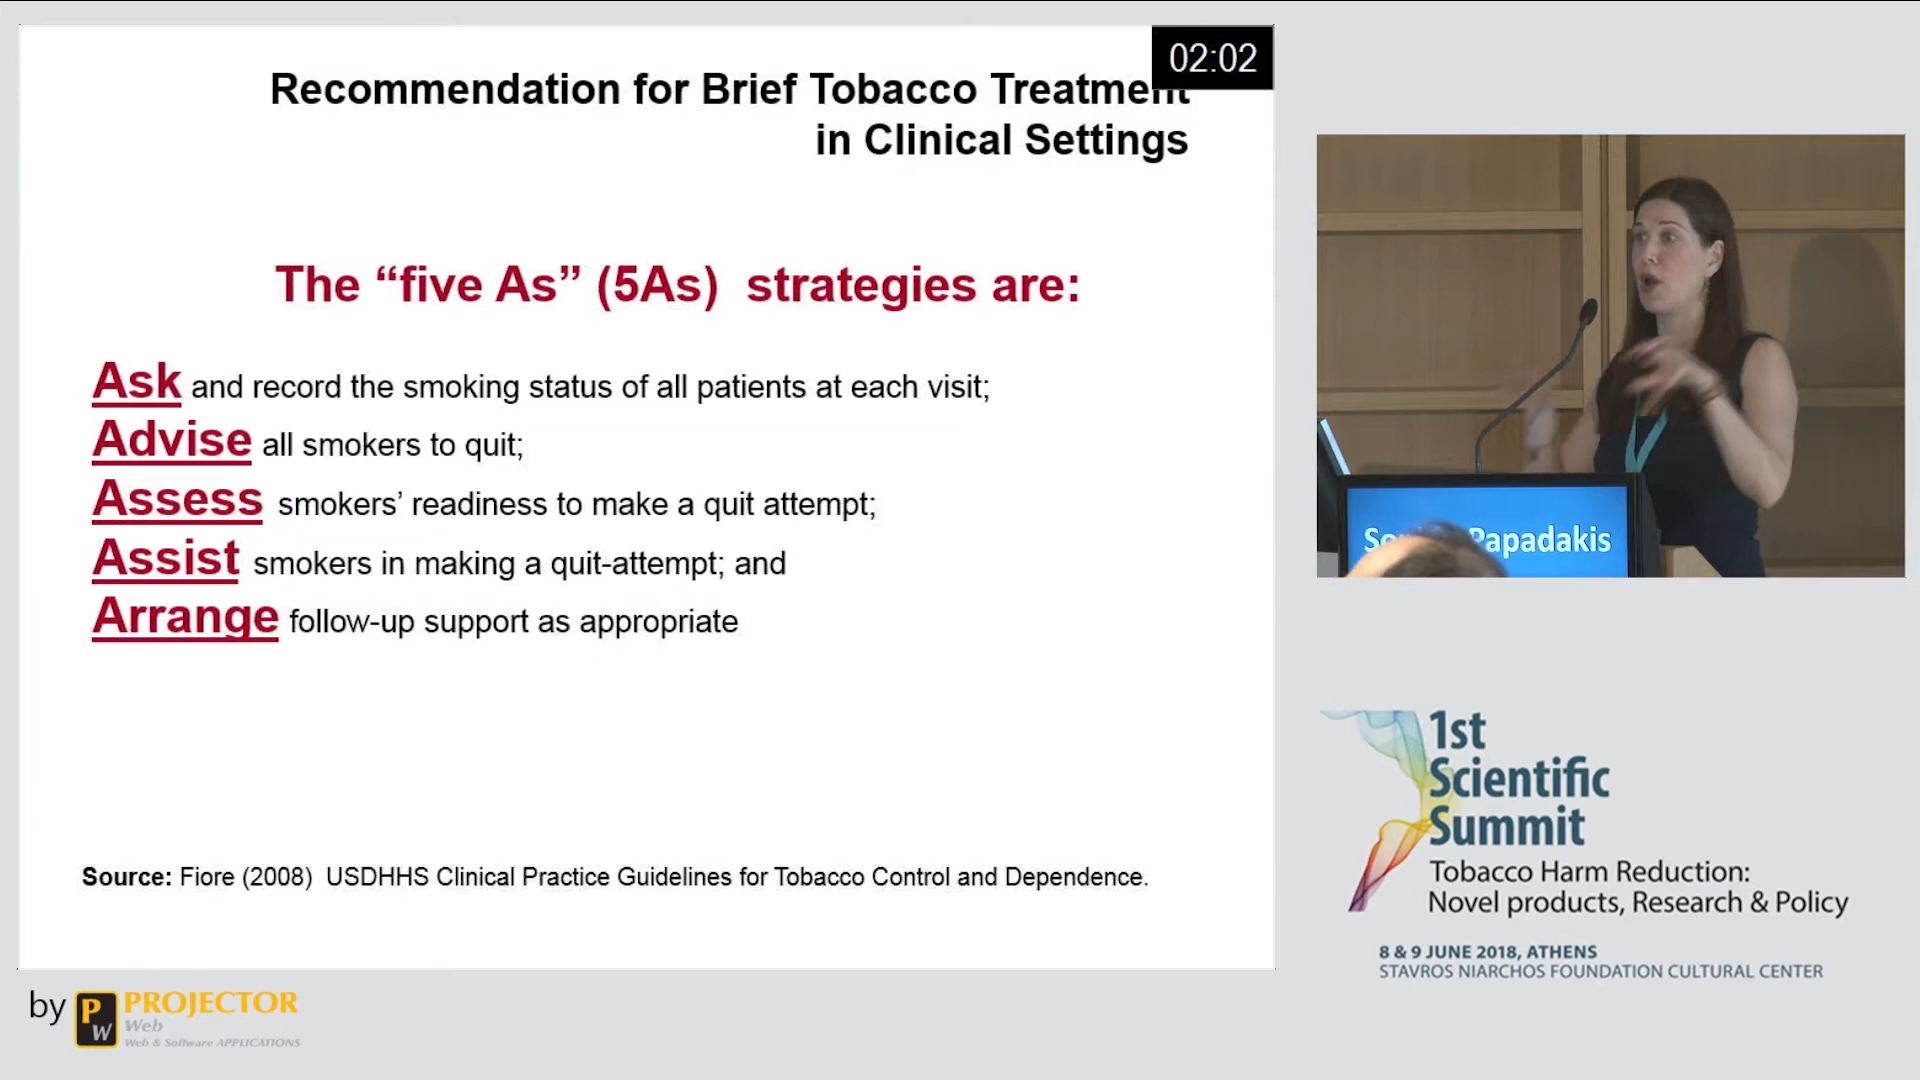 02:02
Recommendation for Brief Tobacco Treatment
in Clinical Settings
The “five As” (5As) strategies are:
Ask and record the smoking status of all patients at each visit;
Advise all smokers to quit;
Assess smokers’ readiness to make a quit attempt;
Assist smokers in making a quit-attempt; and
Arrange follow-up support as appropriate
Source: Fiore (2008) USDHHS Clinical Practice Guidelines for Tobacco Control and Dependence.
Papadakis
1st
Scientific
Summit
Tobacco Harm Reduction:
Novel products, Research & Policy
8 & 9 JUNE 2018, ATHENS
STAVROS NIARCHOS FOUNDATION CULTURAL CENTER
by PW PROJECTOR
Web
Web & Software APPLICATIONS